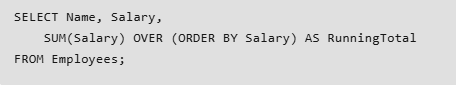 SELECT Name, Salary,
    SUM(Salary) OVER (ORDER BY Salary) AS RunningTotal
FROM Employees;